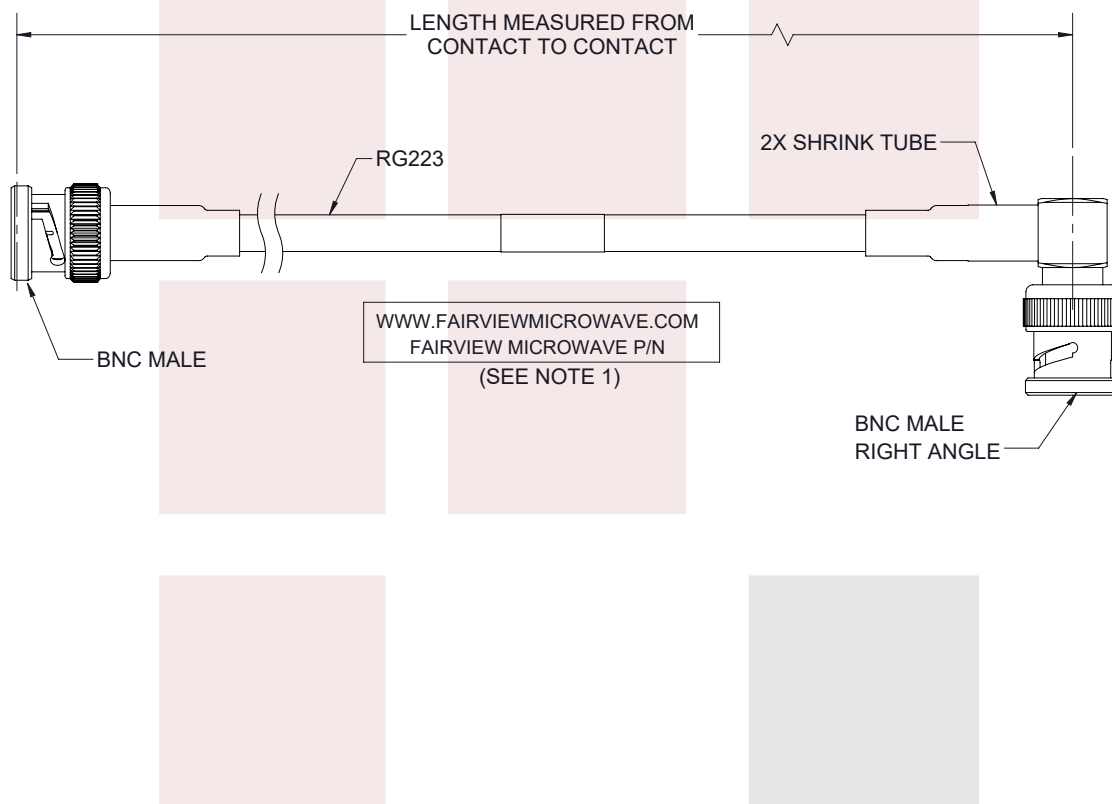 LENGTH MEASURED FROM
CONTACT TO CONTACT
RG223
2X SHRINK TUBE
BNC MALE
WWW.FAIRVIEWMICROWAVE.COM
FAIRVIEW MICROWAVE P/N
(SEE NOTE 1)
BNC MALE
RIGHT ANGLE